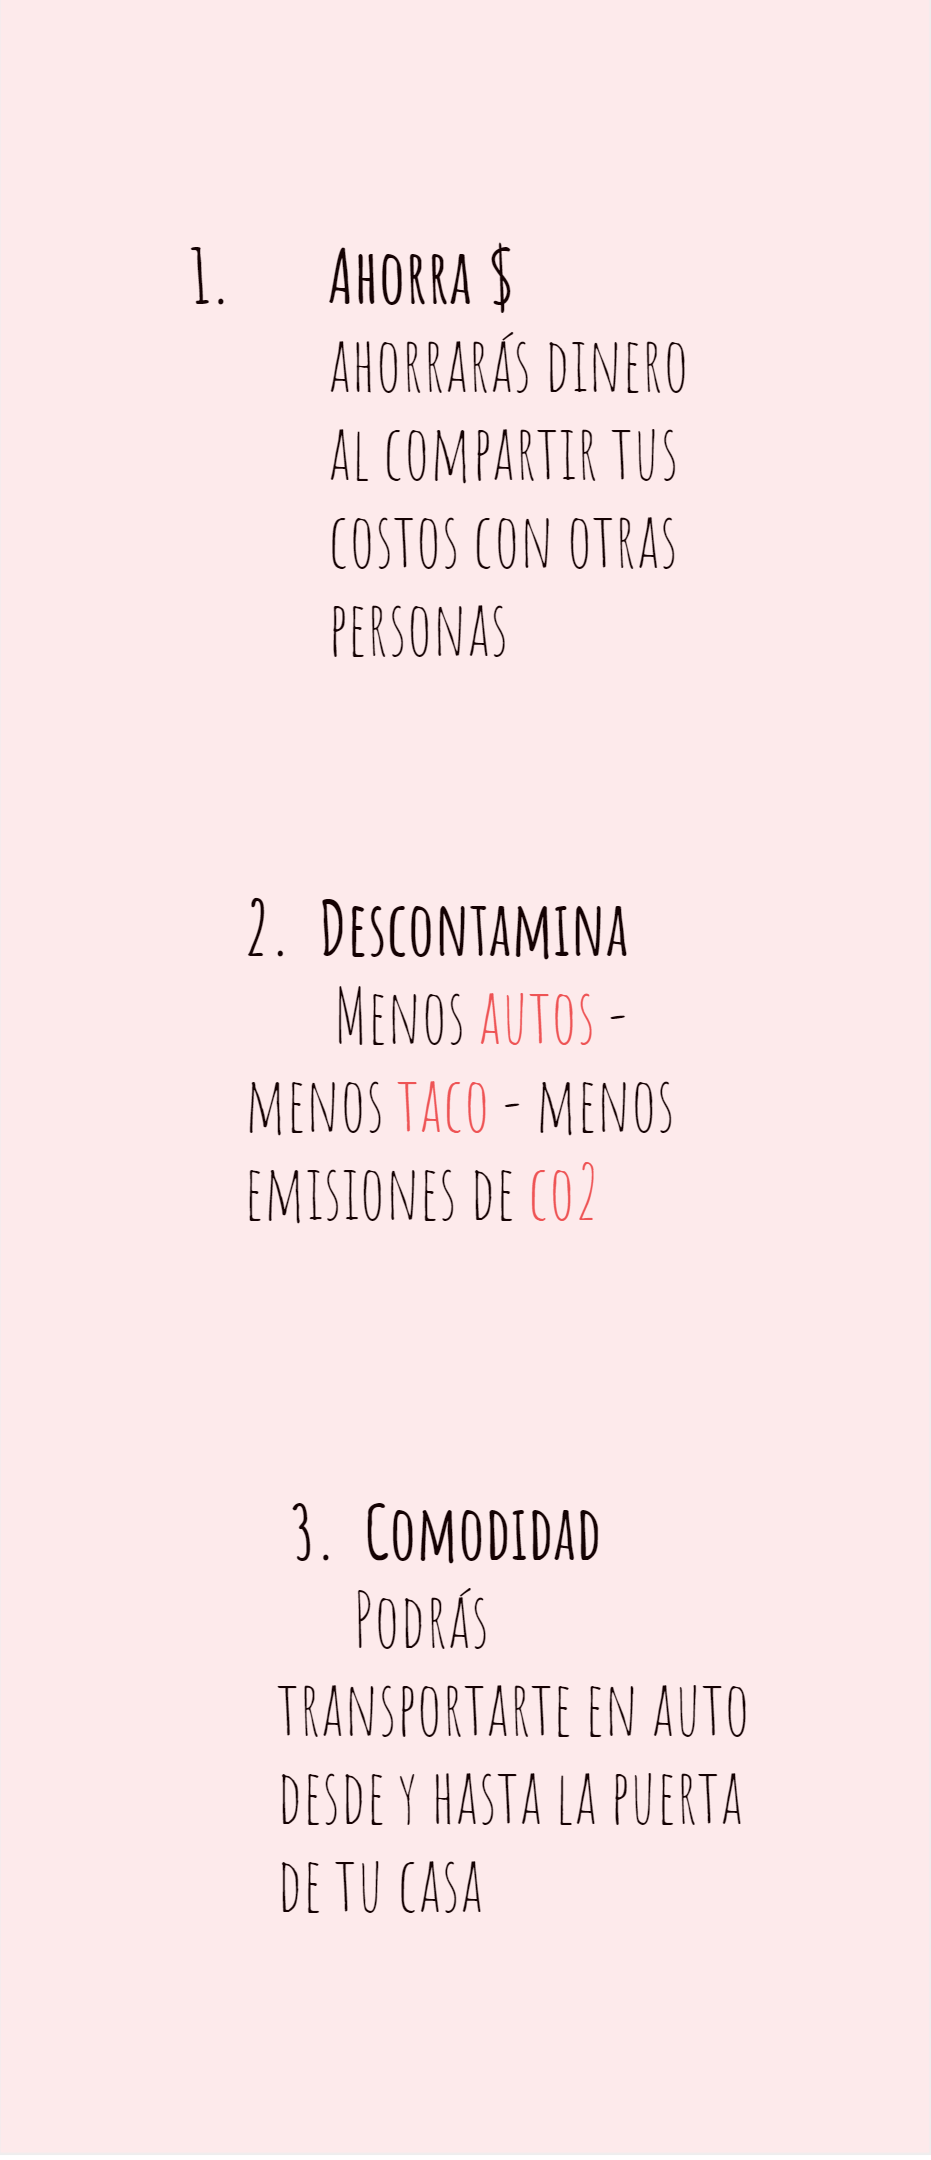 1. Ahorra $
ahorrarás dinero
al compartir tus
costos con otras
personas
2. Descontamina
Menos autos -
menos taco - menos
emisiones de co2
3. Comodidad
Podrás
transportarte en auto
desde y hasta la puerta
de tu casa